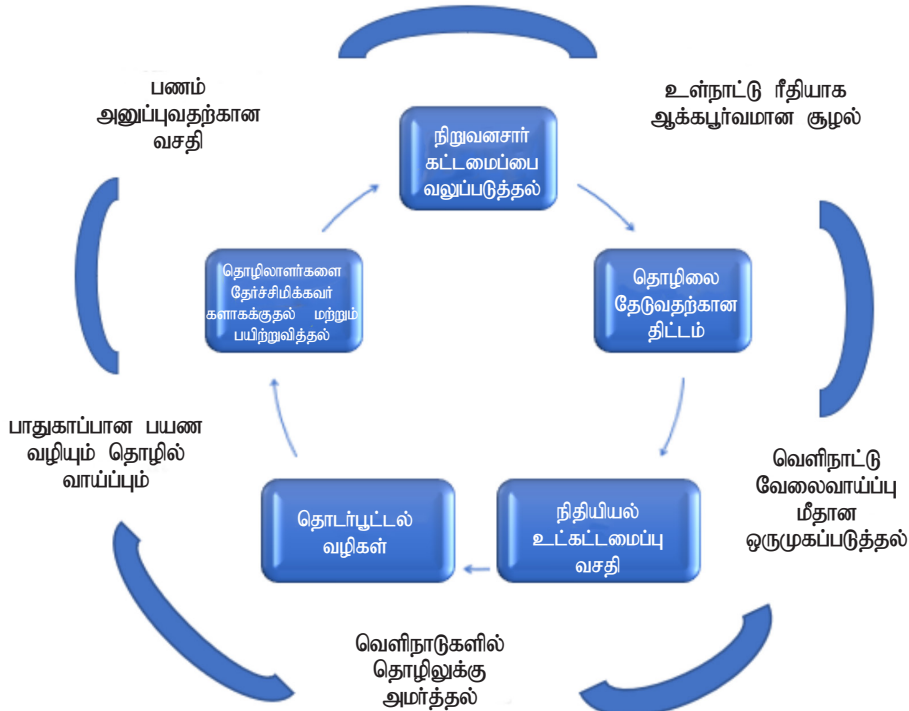 பணம்
அனுப்புவதற்கான
வசதி
உள்நாட்டு ரீதியாக
ஆக்கபூர்வமான சூழல்
நிறுவனசார்
கட்டமைப்பை
வலுப்படுத்தல்
தொழிலாளர்களை
தேர்ச்சிமிக்கவர்
களாகக்குதல் மற்றும்
பயிற்றுவித்தல்
தொழிலை
தேடுவதற்கான
திட்டம்
பாதுகாப்பான பயண
வழியும் தொழில்
வாய்ப்பும்
தொடர்பூட்டல்
வழிகள்
நிதியியல்
உட்கட்டமைப்பு
வசதி
வெளிநாட்டு
வேலைவாய்ப்பு
மீதான
ஒருமுகப்படுத்தல்
வெளிநாடுகளில்
தொழிலுக்கு
அமர்த்தல்